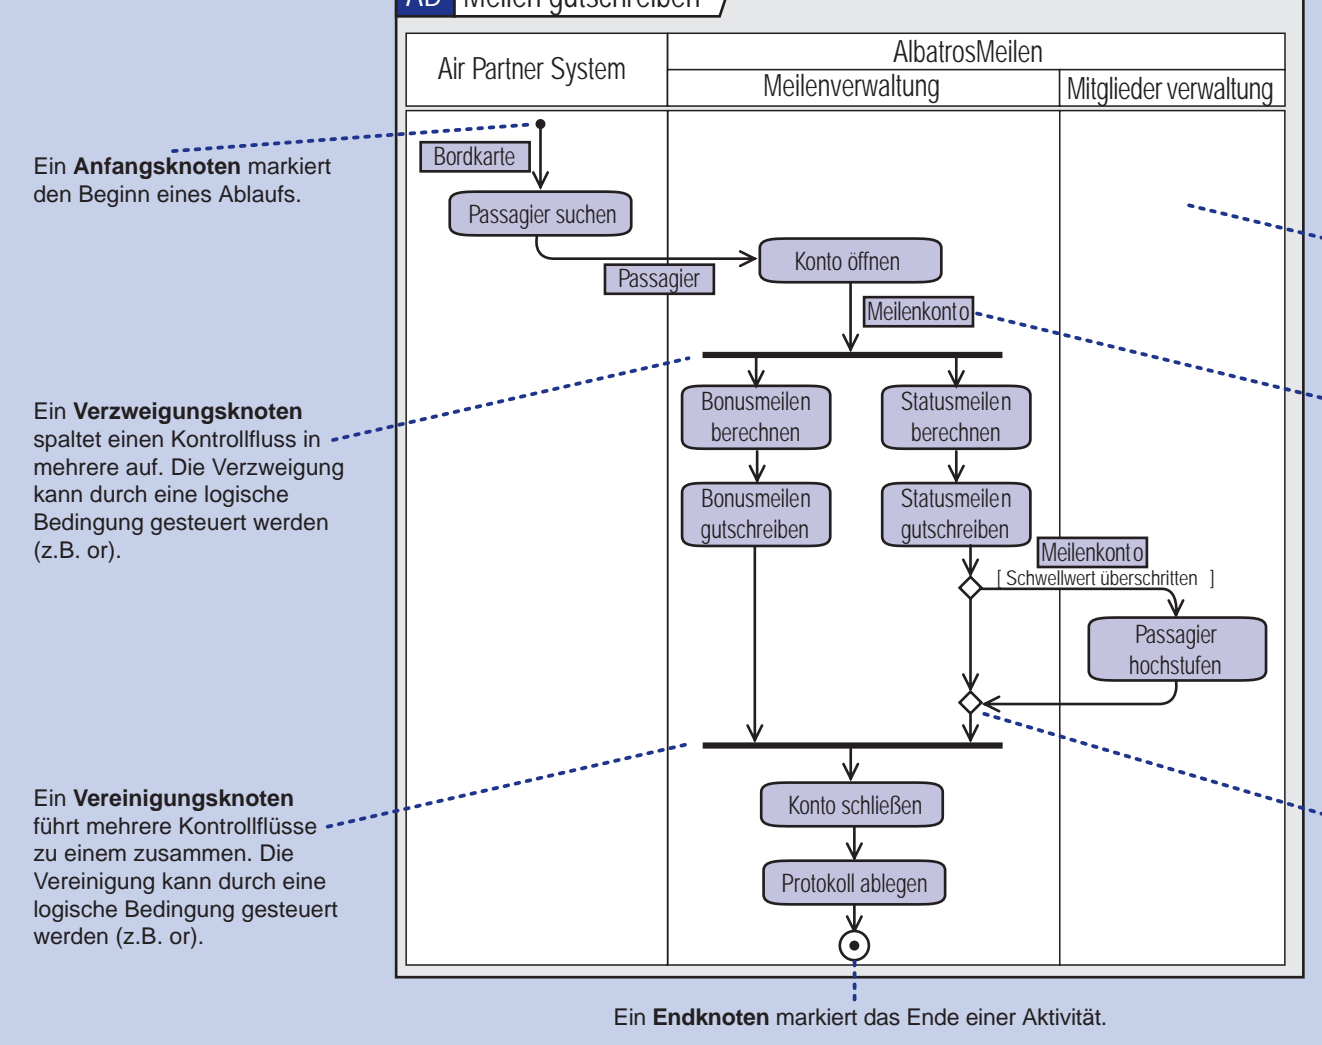 AD Meilen gutschreiben
Air Partner System
AlbatrosMeilen
Meilenverwaltung
Mitglieder verwaltung
Ein Anfangsknoten markiert
den Beginn eines Ablaufs.
Bordkarte
Passagier suchen
Passagier
Konto öffnen
Meilenkonto
Ein Verzweigungsknoten
spaltet einen Kontrollfluss in
mehrere auf. Die Verzweigung
kann durch eine logische
Bedingung gesteuert werden
(z.B. or).
Bonusmeilen
berechnen
Statusmeilen
berechnen
Bonusmeilen
gutschreiben
Statusmeilen
gutschreiben
Meilenkonto
[ Schwellwert überschritten ]
Passagier
hochstufen
Ein Vereinigungsknoten
führt mehrere Kontrollflüsse
zu einem zusammen. Die
Vereinigung kann durch eine
logische Bedingung gesteuert
werden (z.B. or).
Konto schließen
Protokoll ablegen
Ein Endknoten markiert das Ende einer Aktivität.